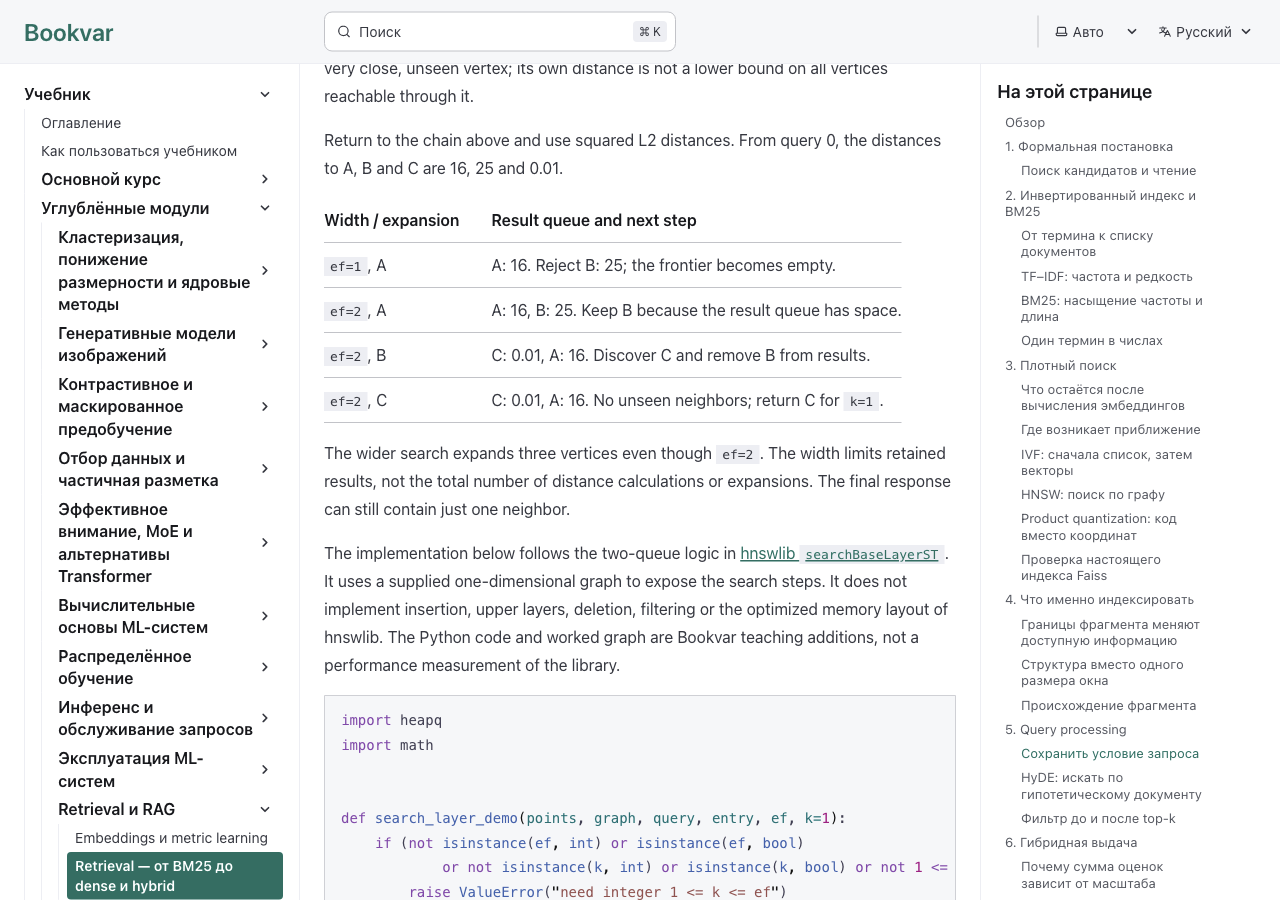 Bookvar
Поиск
⌘ K
Авто
Русский
Учебник
Оглавление
Как пользоваться учебником
Основной курс
Углублённые модули
Кластеризация,
понижение
размерности и ядровые
методы
Генеративные модели
изображений
Контрастивное и
маскированное
предобучение
Отбор данных и
частичная разметка
Эффективное
внимание, MoE и
альтернативы
Transformer
Вычислительные
основы ML-систем
Распределённое
обучение
Инференс и
обслуживание запросов
Эксплуатация ML-
систем
Retrieval и RAG
Embeddings и metric learning
Retrieval — от BM25 до
dense и hybrid
very close, unseen vertex; its own distance is not a lower bound on all vertices
reachable through it.
Return to the chain above and use squared L2 distances. From query 0, the distances
to A, B and C are 16, 25 and 0.01.
Width / expansion Result queue and next step
ef=1 , A A: 16. Reject B: 25; the frontier becomes empty.
ef=2 , A A: 16, B: 25. Keep B because the result queue has space.
ef=2 , B C: 0.01, A: 16. Discover C and remove B from results.
ef=2 , C C: 0.01, A: 16. No unseen neighbors; return C for k=1 .
The wider search expands three vertices even though ef=2 . The width limits retained
results, not the total number of distance calculations or expansions. The final response
can still contain just one neighbor.
The implementation below follows the two-queue logic in hnswlib searchBaseLayerST .
It uses a supplied one-dimensional graph to expose the search steps. It does not
implement insertion, upper layers, deletion, filtering or the optimized memory layout of
hnswlib. The Python code and worked graph are Bookvar teaching additions, not a
performance measurement of the library.
import heapq
import math
def search_layer_demo(points, graph, query, entry, ef, k=1):
if (not isinstance(ef, int) or isinstance(ef, bool)
or not isinstance(k, int) or isinstance(k, bool) or not 1 <=
raise ValueError("need integer 1 <= k <= ef")
На этой странице
Обзор
1. Формальная постановка
Поиск кандидатов и чтение
2. Инвертированный индекс и
BM25
От термина к списку
документов
TF–IDF: частота и редкость
BM25: насыщение частоты и
длина
Один термин в числах
3. Плотный поиск
Что остаётся после
вычисления эмбеддингов
Где возникает приближение
IVF: сначала список, затем
векторы
HNSW: поиск по графу
Product quantization: код
вместо координат
Проверка настоящего
индекса Faiss
4. Что именно индексировать
Границы фрагмента меняют
доступную информацию
Структура вместо одного
размера окна
Происхождение фрагмента
5. Query processing
Сохранить условие запроса
HyDE: искать по
гипотетическому документу
Фильтр до и после top-k
6. Гибридная выдача
Почему сумма оценок
зависит от масштаба